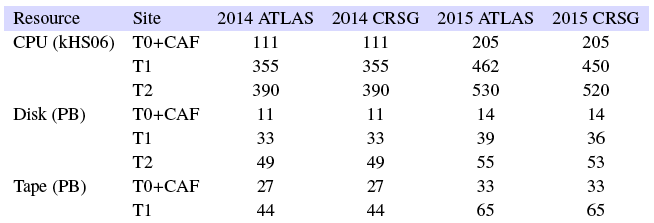 Resource Site 2014 ATLAS 2014 CRSG 2015 ATLAS 2015 CRSG
CPU (kHS06) T0+CAF 111 111 205 205
T1 355 355 462 450
T2 390 390 530 520
Disk (PB) T0+CAF 11 11 14 14
T1 33 33 39 36
T2 49 49 55 53
Tape (PB) T0+CAF 27 27 33 33
T1 44 44 65 65